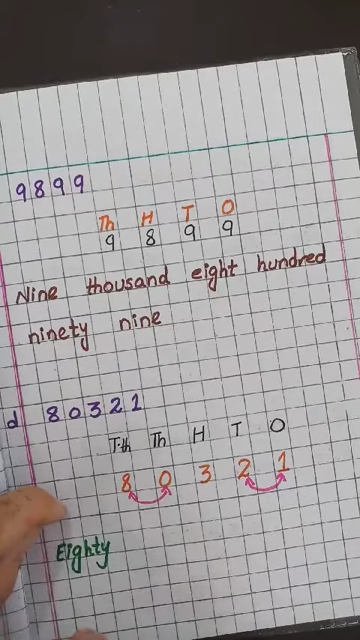 9899
Th H T O
9 8 9 9
Nine thousand eight hundred
ninety nine
d 80321
T.th Th H T O
8 0 3 2 1
Eighty